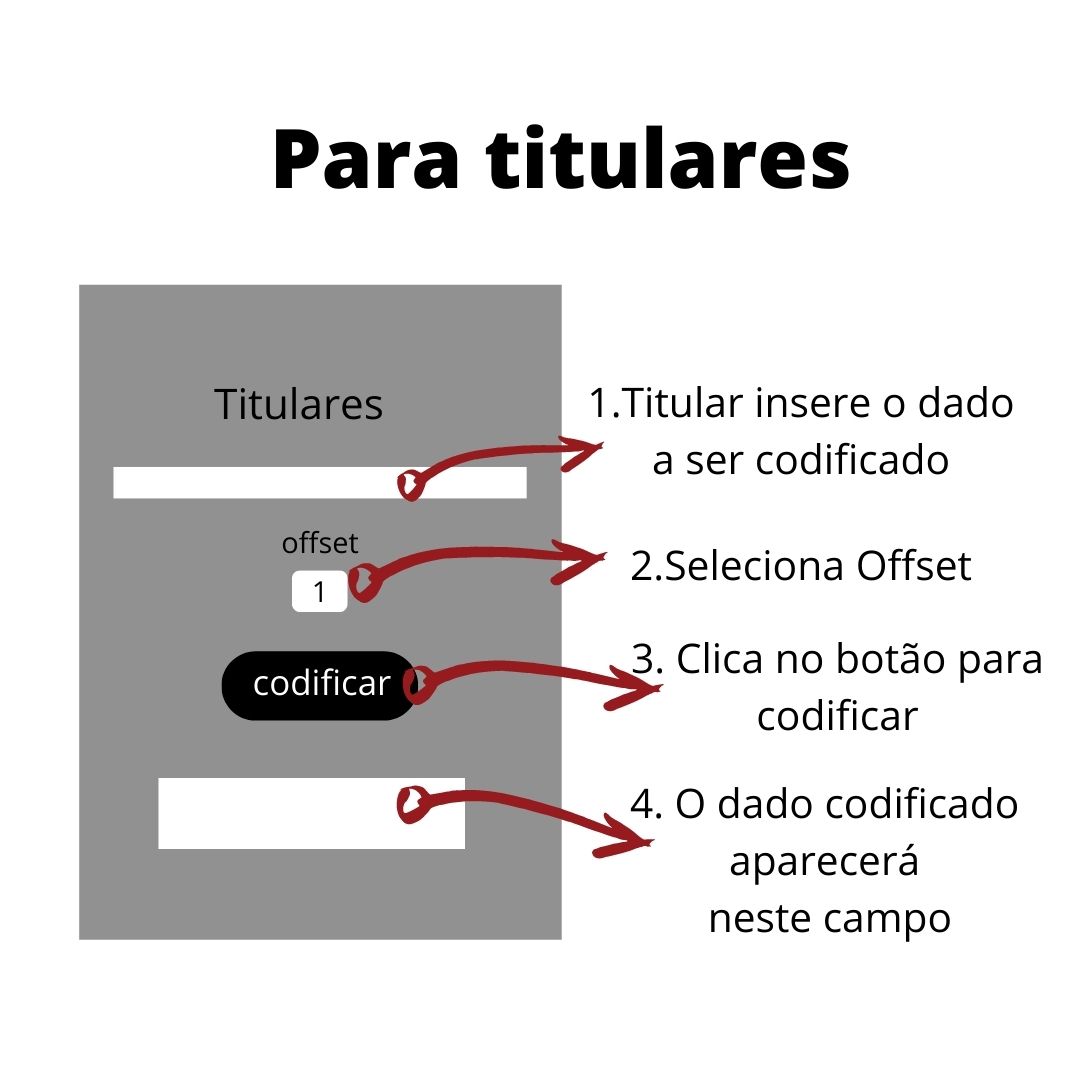 Para titulares
Titulares
offset
1
codificar
1.Titular insere o dado
a ser codificado
2.Seleciona Offset
3. Clica no botão para
codificar
4. O dado codificado
aparecerá
neste campo